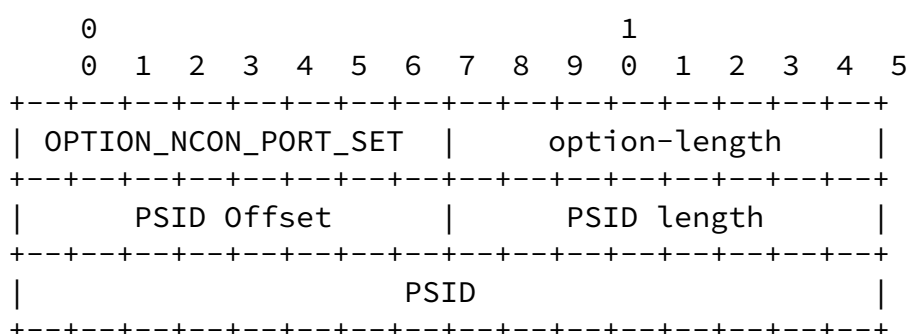 0                             1
0  1  2  3  4  5  6  7  8  9  0  1  2  3  4  5
+--+--+--+--+--+--+--+--+--+--+--+--+--+--+--+--+
| OPTION_NCON_PORT_SET  |     option-length     |
+--+--+--+--+--+--+--+--+--+--+--+--+--+--+--+--+
|      PSID Offset      |      PSID length      |
+--+--+--+--+--+--+--+--+--+--+--+--+--+--+--+--+
|                     PSID                      |
+--+--+--+--+--+--+--+--+--+--+--+--+--+--+--+--+